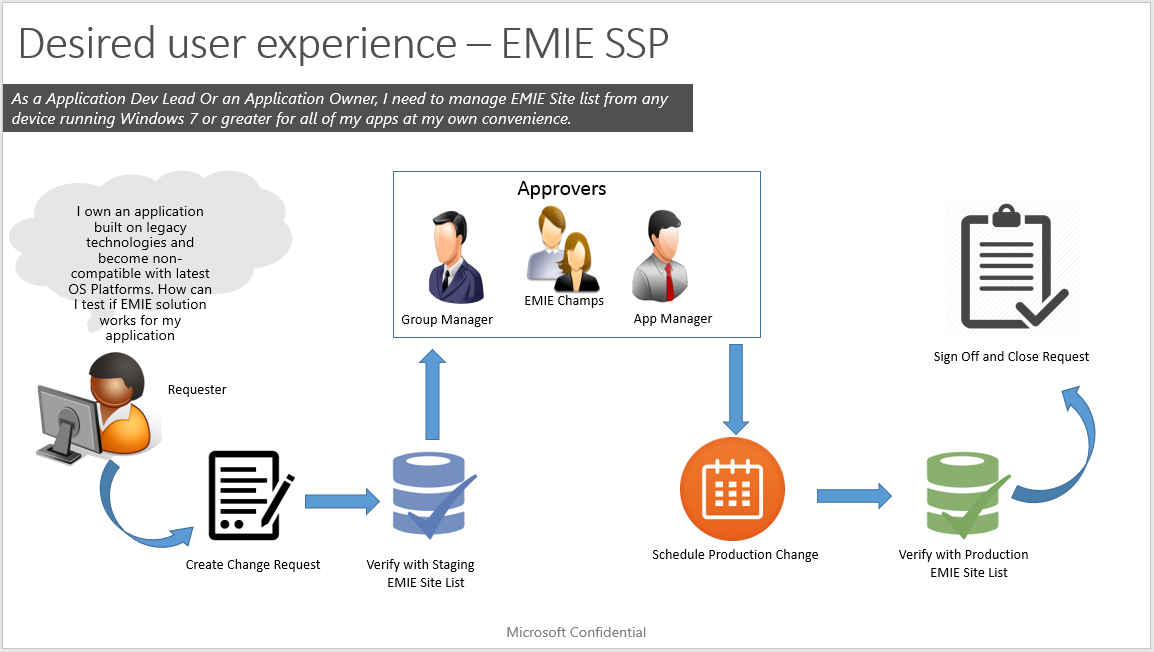 Desired user experience – EMIE SSP
As a Application Dev Lead Or an Application Owner, I need to manage EMIE Site list from any
device running Windows 7 or greater for all of my apps at my own convenience.
I own an application
built on legacy
technologies and
become non-
compatible with latest
OS Platforms. How can
I test if EMIE solution
works for my
application
Requester
Create Change Request
Verify with Staging
EMIE Site List
Approvers
Group Manager
EMIE Champs
App Manager
Schedule Production Change
Verify with Production
EMIE Site List
Sign Off and Close Request
Microsoft Confidential